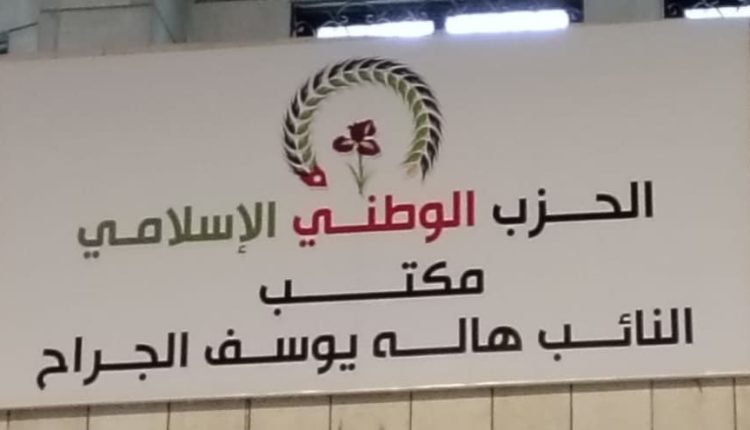 الحزب الوطني الإسلامي
مكتب
النائب هاله يوسف الجراح